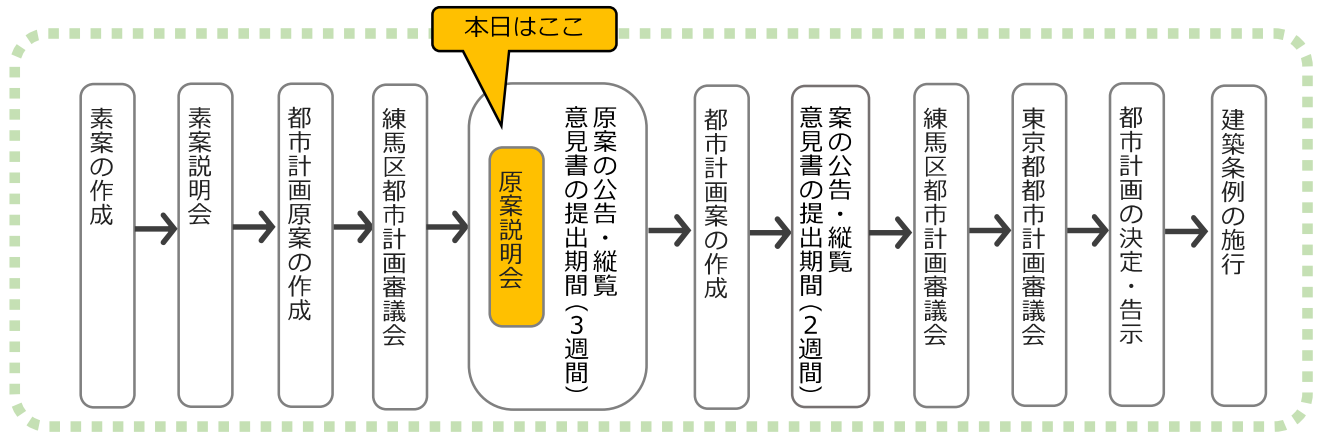 本日はここ
素案の作成
素案説明会
都市計画原案の作成
練馬区都市計画審議会
原案の公告・縦覧
意見書の提出期間(3週間)
原案説明会
都市計画案の作成
案の公告・縦覧
意見書の提出期間(2週間)
練馬区都市計画審議会
東京都都市計画審議会
都市計画の決定・告示
建築条例の施行